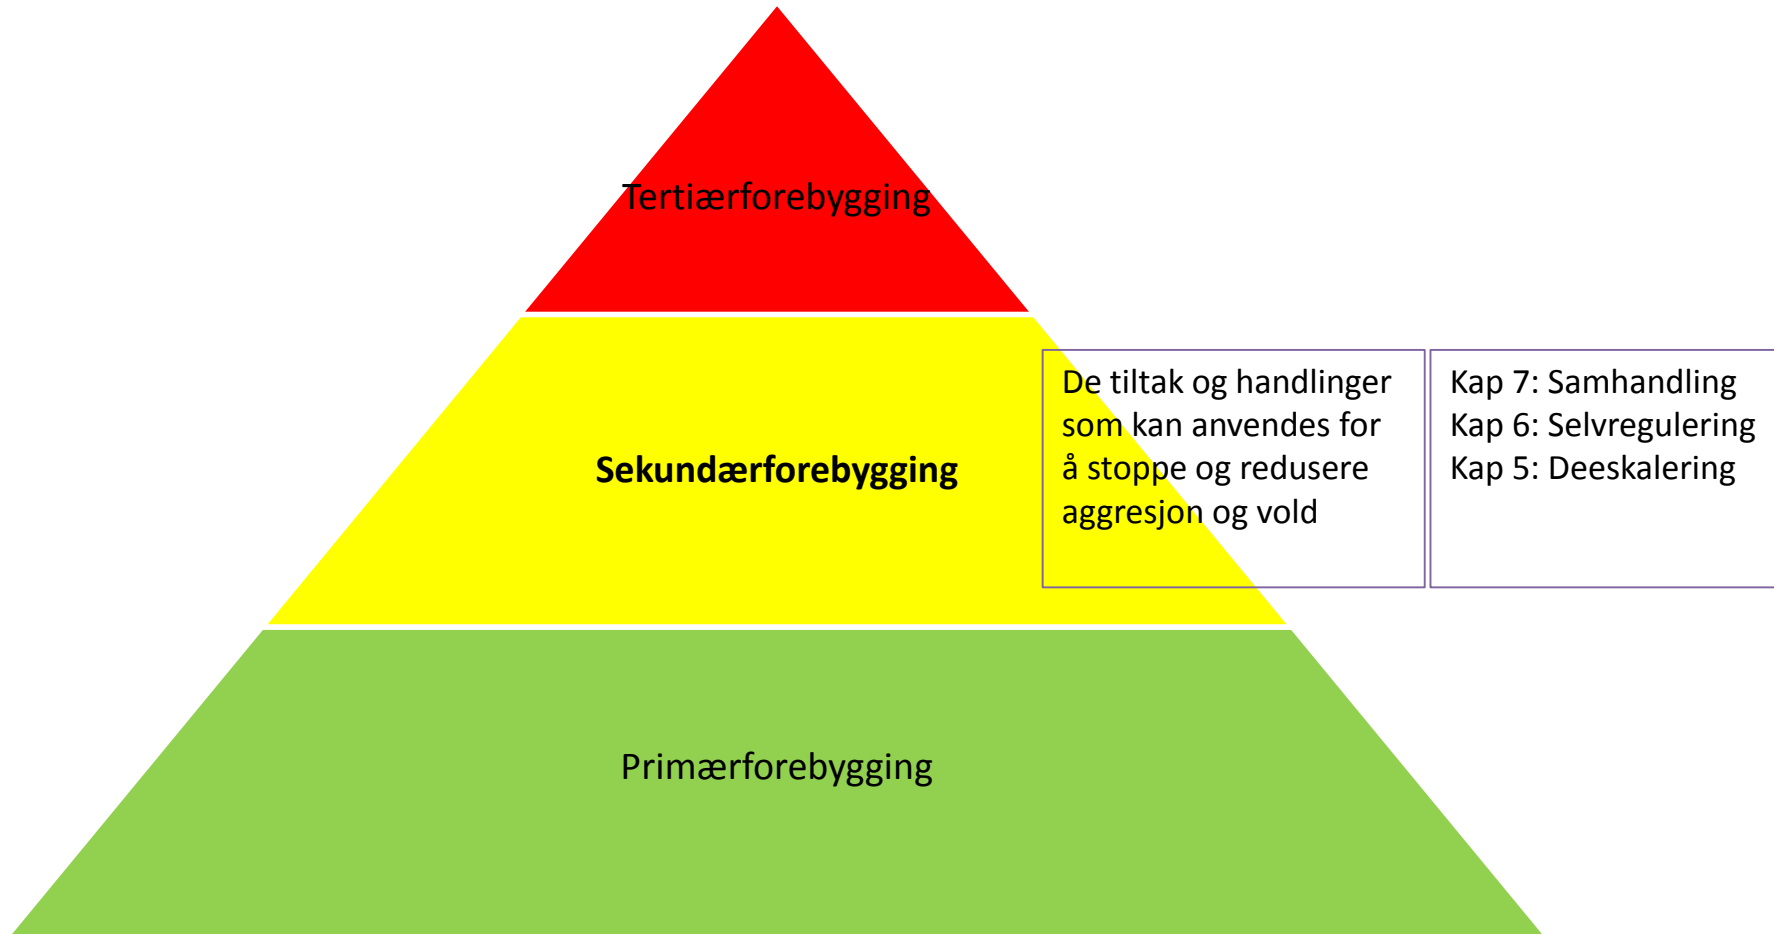 Tertiærforebygging
De tiltak og handlinger
som kan anvendes for
å stoppe og redusere
aggresjon og vold
Kap 7: Samhandling
Kap 6: Selvregulering
Kap 5: Deeskalering
Sekundærforebygging
Primærforebygging